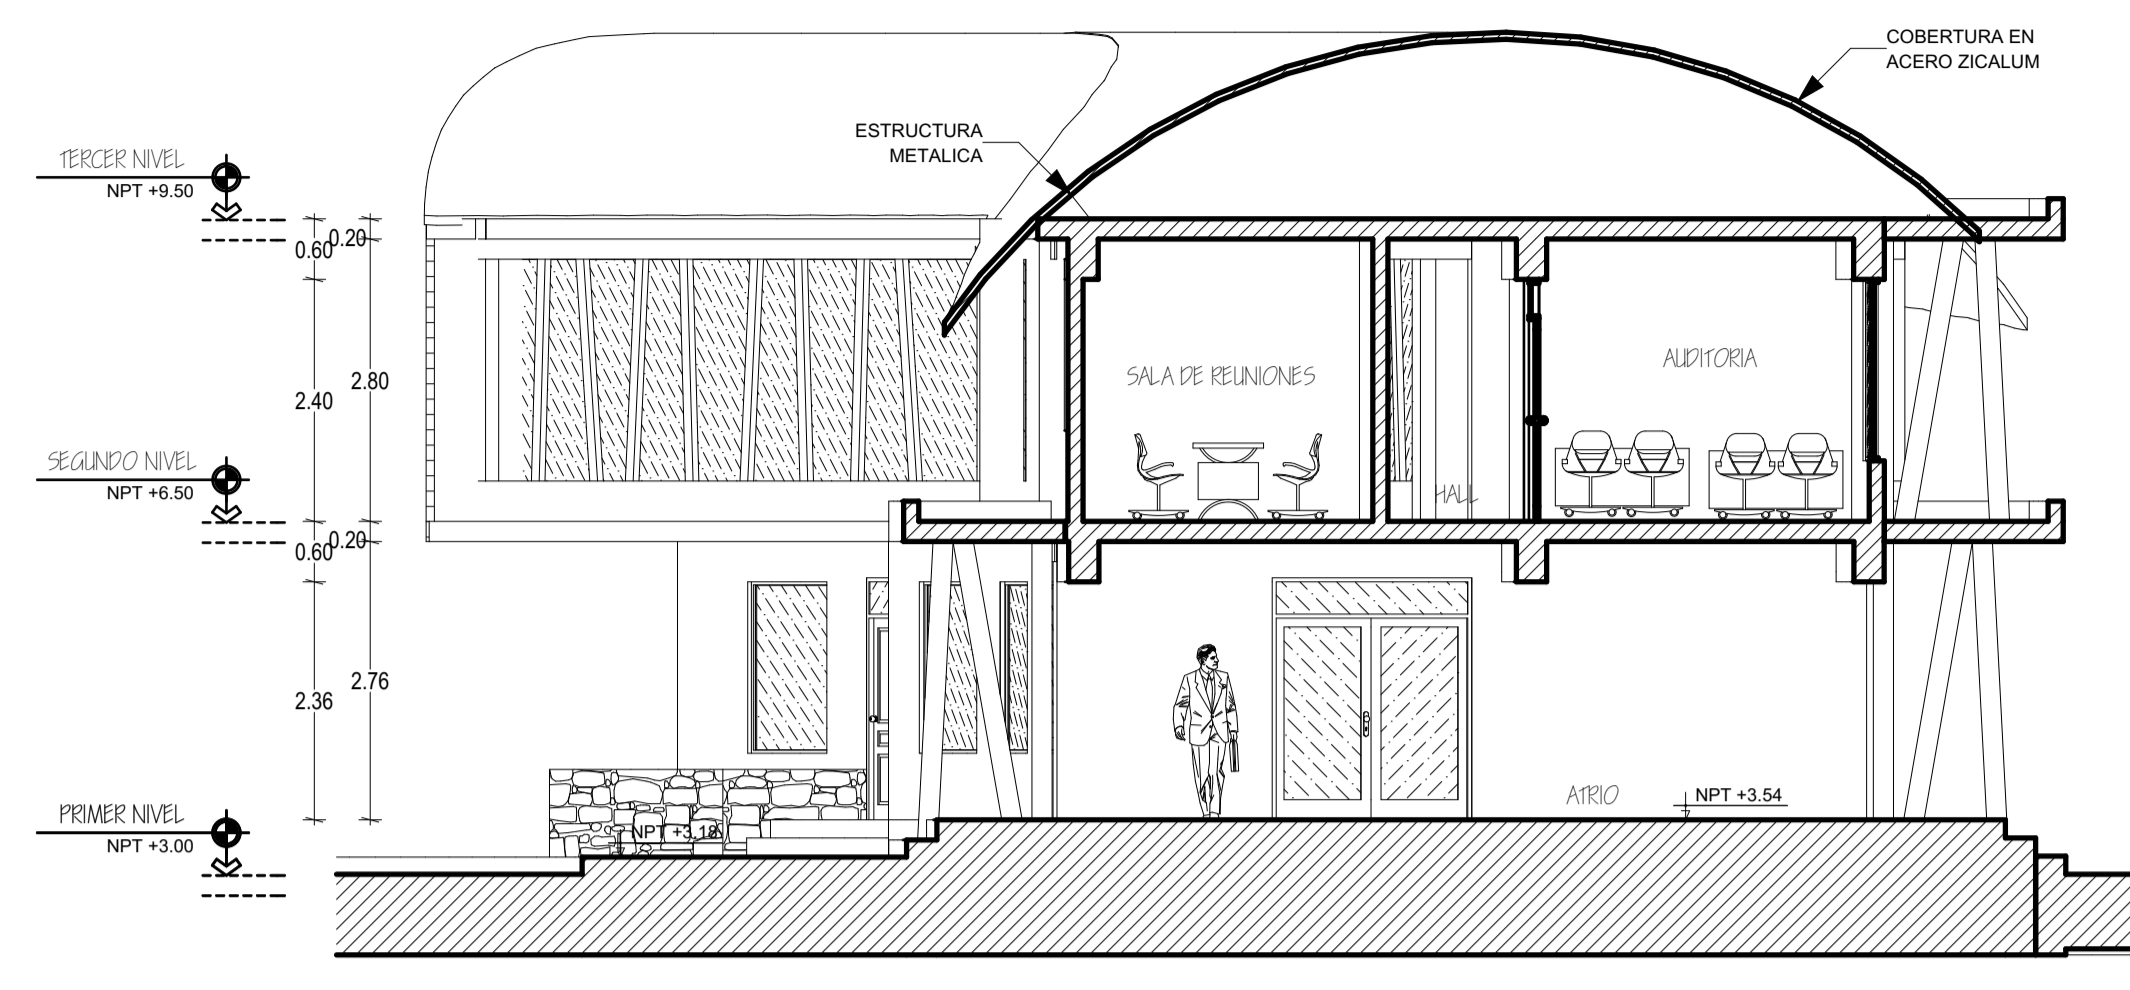 COBERTURA EN
ACERO ZICALUM
ESTRUCTURA
METALICA
TERCER NIVEL
NPT +9.50
0.20
0.60
SALA DE REUNIONES
AUDITORIA
2.80
2.40
SEGUNDO NIVEL
NPT +6.50
HALL
0.20
0.60
2.76
2.36
ATRIO
NPT +3.54
PRIMER NIVEL
NPT +3.00
NPT +3.18